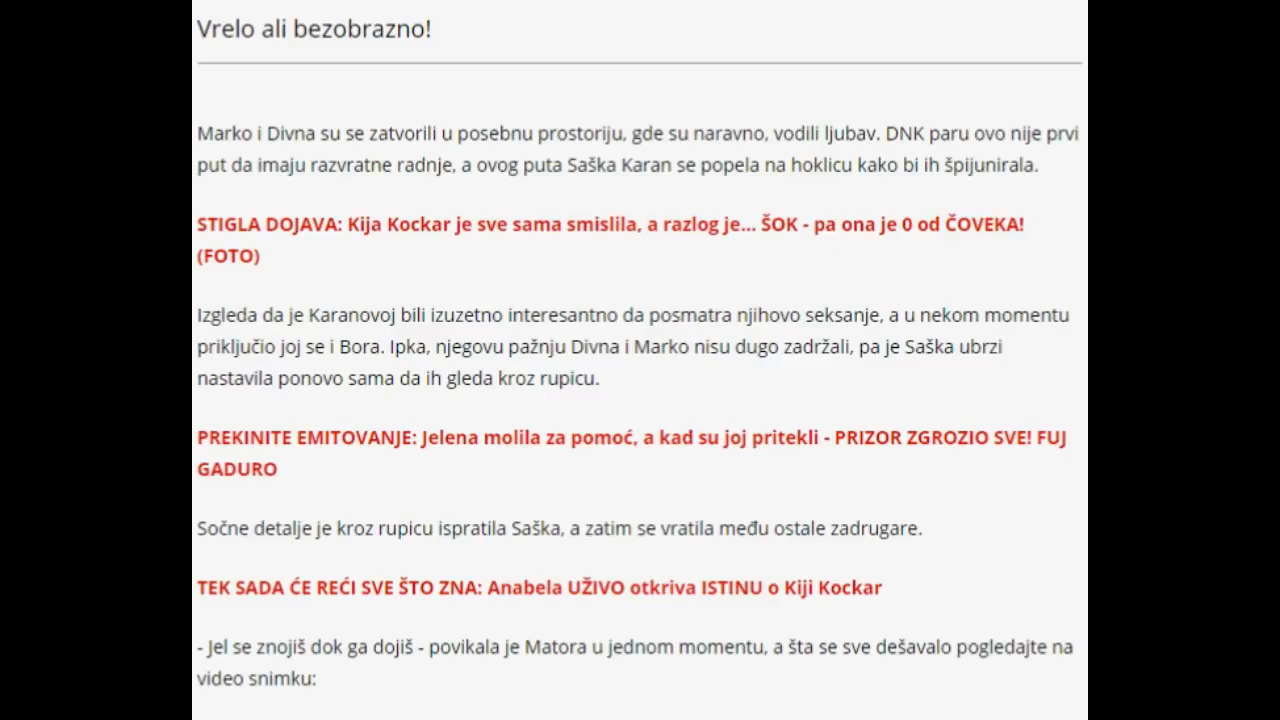 Vrelo ali bezobrazno!
Marko i Divna su se zatvorili u posebnu prostoriju, gde su naravno, vodili ljubav. DNK paru ovo nije prvi
put da imaju razvratne radnje, a ovog puta Saška Karan se popela na hoklicu kako bi ih špijunirala.
STIGLA DOJAVA: Kija Kockar je sve sama smislila, a razlog je... ŠOK - pa ona je 0 od ČOVEKA!
(FOTO)
Izgleda da je Karanovoj bili izuzetno interesantno da posmatra njihovo seksanje, a u nekom momentu
priključio joj se i Bora. Ipka, njegovu pažnju Divna i Marko nisu dugo zadržali, pa je Saška ubrzi
nastavila ponovo sama da ih gleda kroz rupicu.
PREKINITE EMITOVANJE: Jelena molila za pomoć, a kad su joj pritekli - PRIZOR ZGROZIO SVE! FUJ
GADURO
Sočne detalje je kroz rupicu ispratila Saška, a zatim se vratila među ostale zadrugare.
TEK SADA ĆE REĆI SVE ŠTO ZNA: Anabela UŽIVO otkriva ISTINU o Kiji Kockar
- Jel se znojiš dok ga dojiš - povikala je Matora u jednom momentu, a šta se sve dešavalo pogledajte na
video snimku: